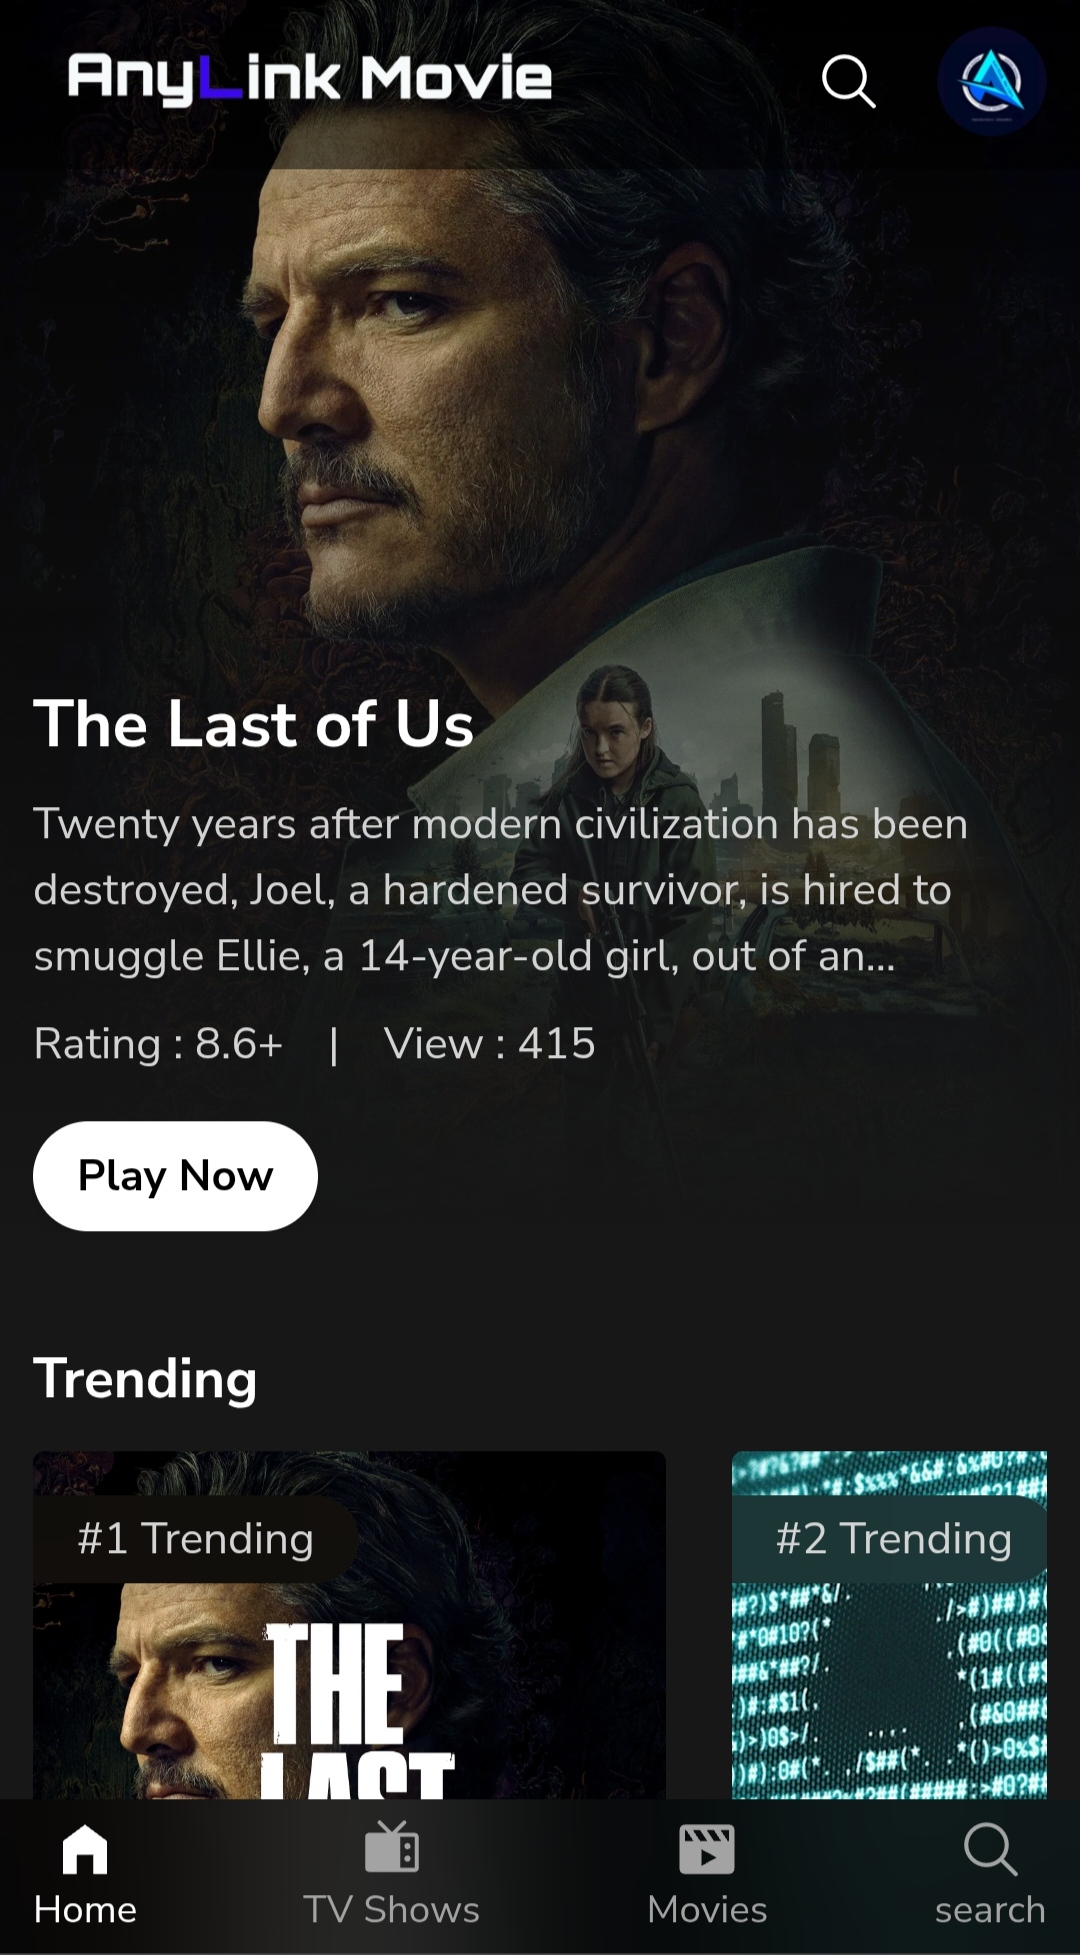 AnyLink Movie
The Last of Us
Twenty years after modern civilization has been
destroyed, Joel, a hardened survivor, is hired to
smuggle Ellie, a 14-year-old girl, out of an...
Rating : 8.6+ | View : 415
Play Now
Trending
#1 Trending
#2 Trending
THE
LAST
Home
TV Shows
Movies
search